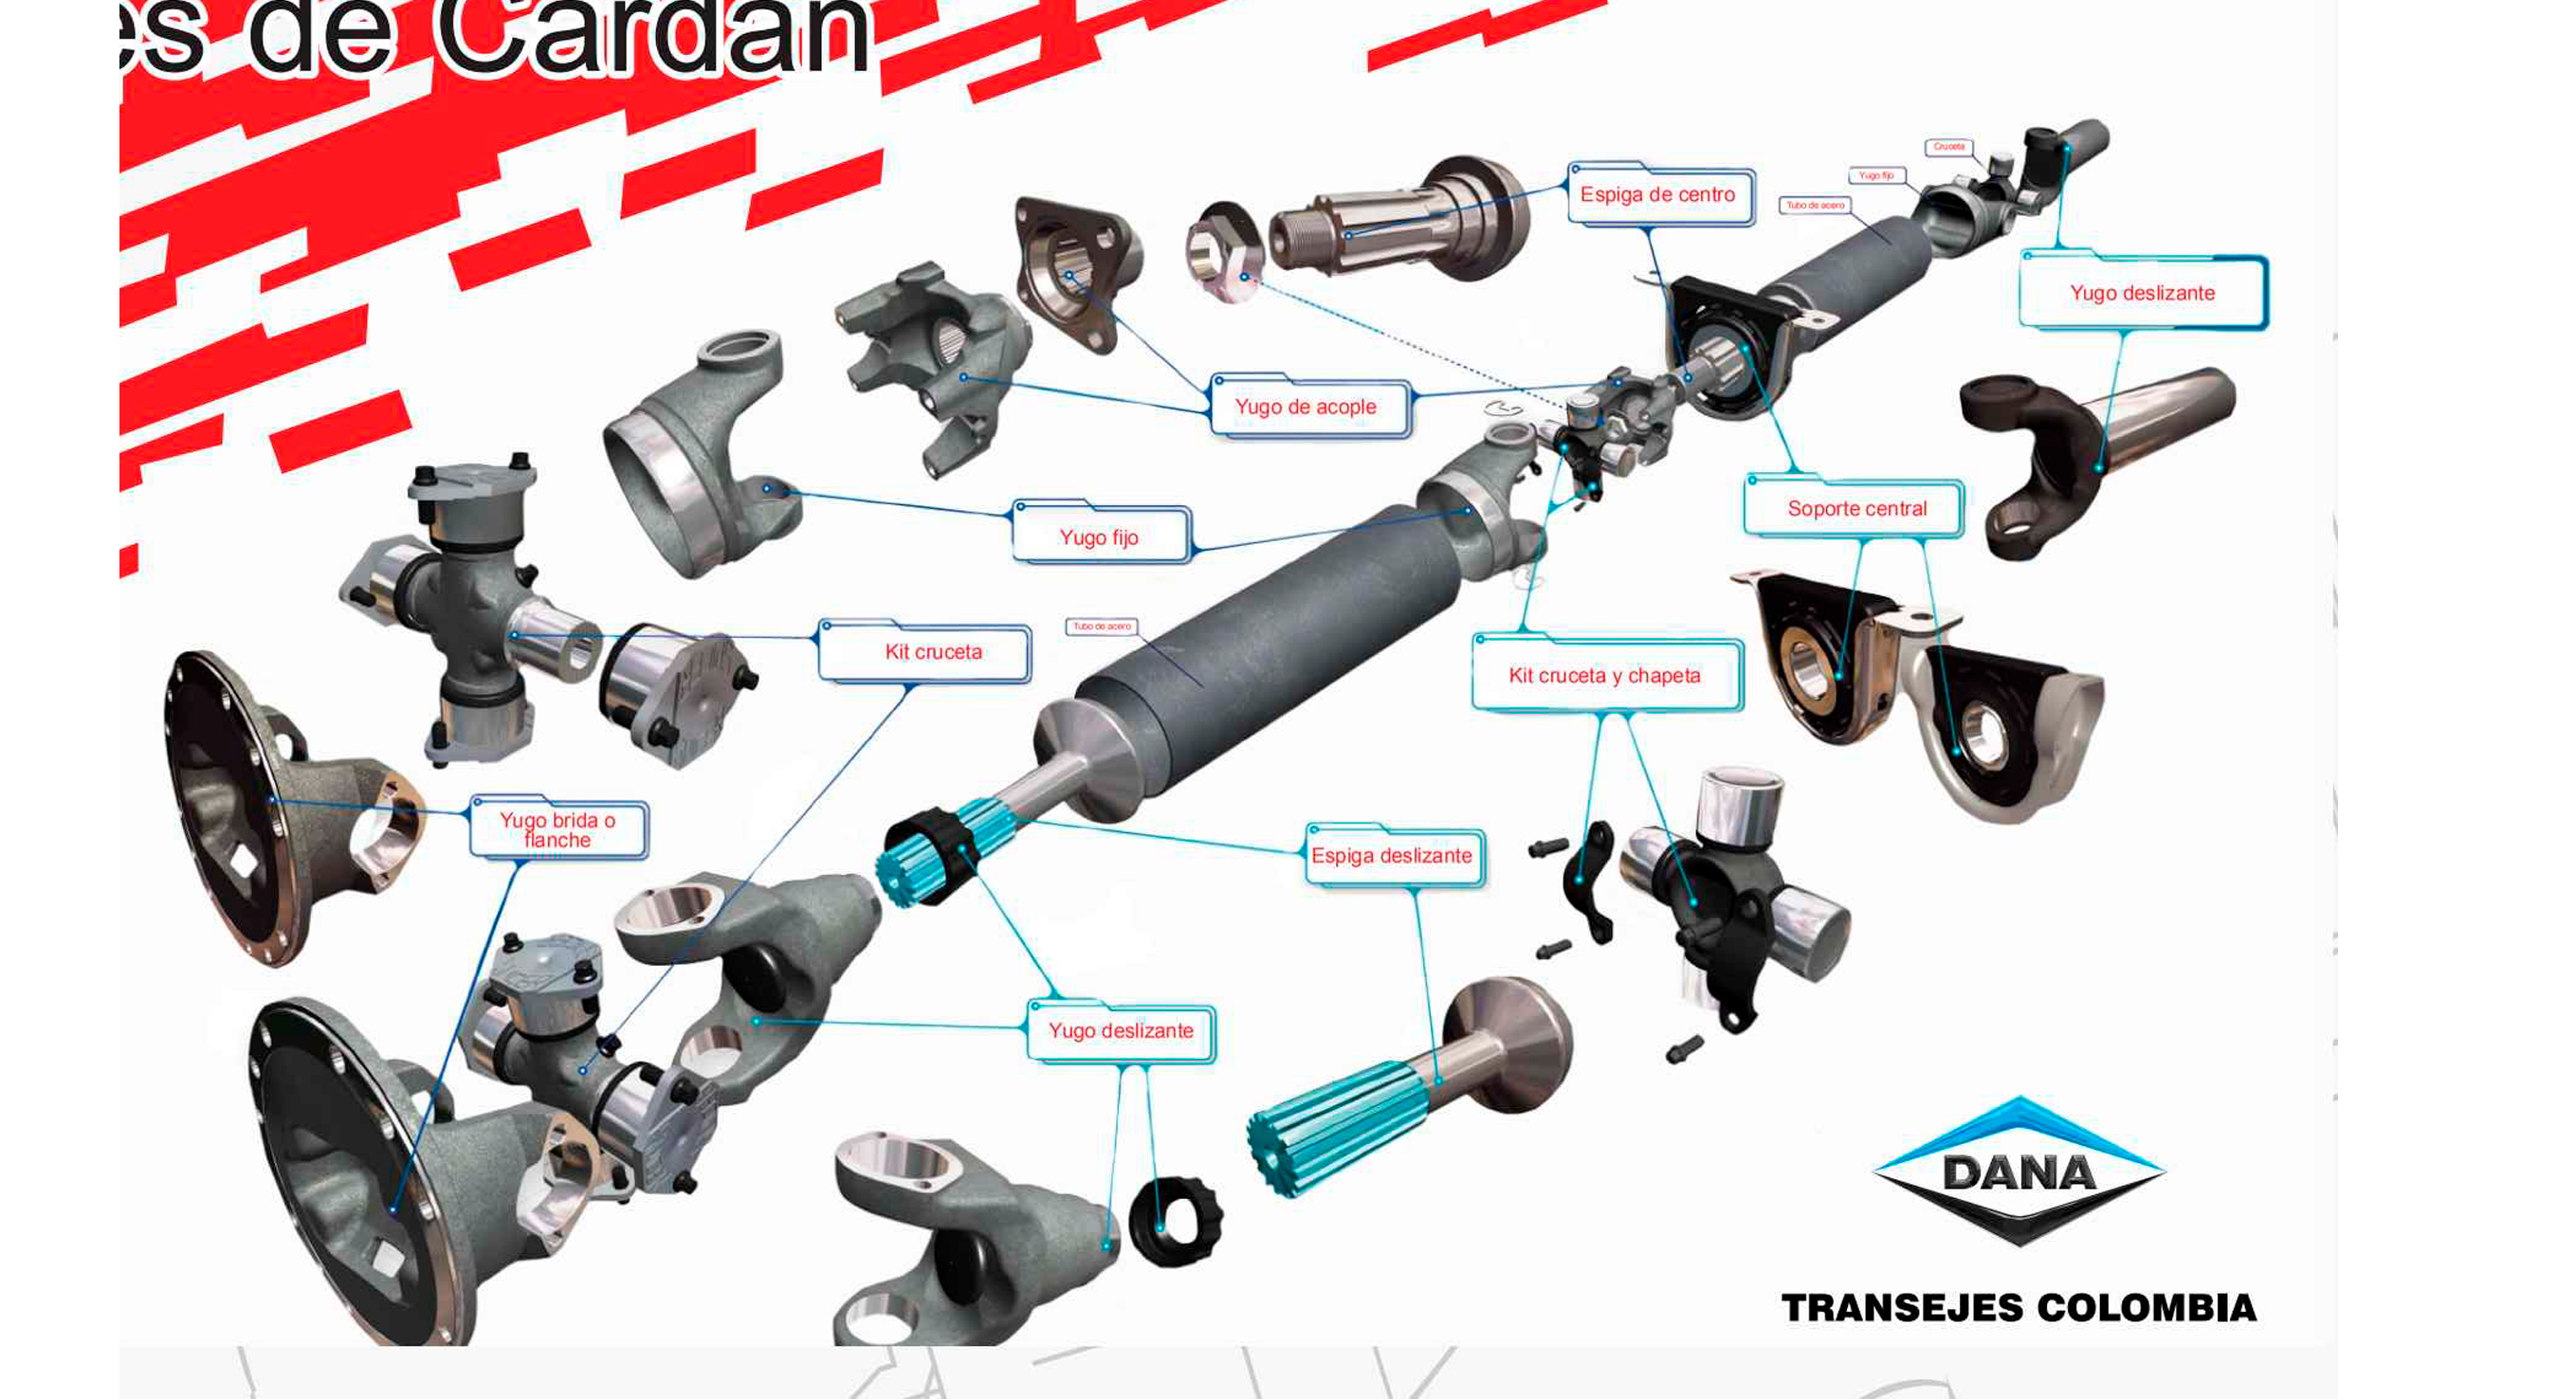 es de Cardan
Cruceta
Yugo fijo
Tubo de acero
Espiga de centro
Yugo deslizante
Yugo de acople
Soporte central
Yugo fijo
Tubo de acero
Kit cruceta
Kit cruceta y chapeta
Yugo brida o
flanche
Espiga deslizante
Yugo deslizante
DANA
TRANSEJES COLOMBIA